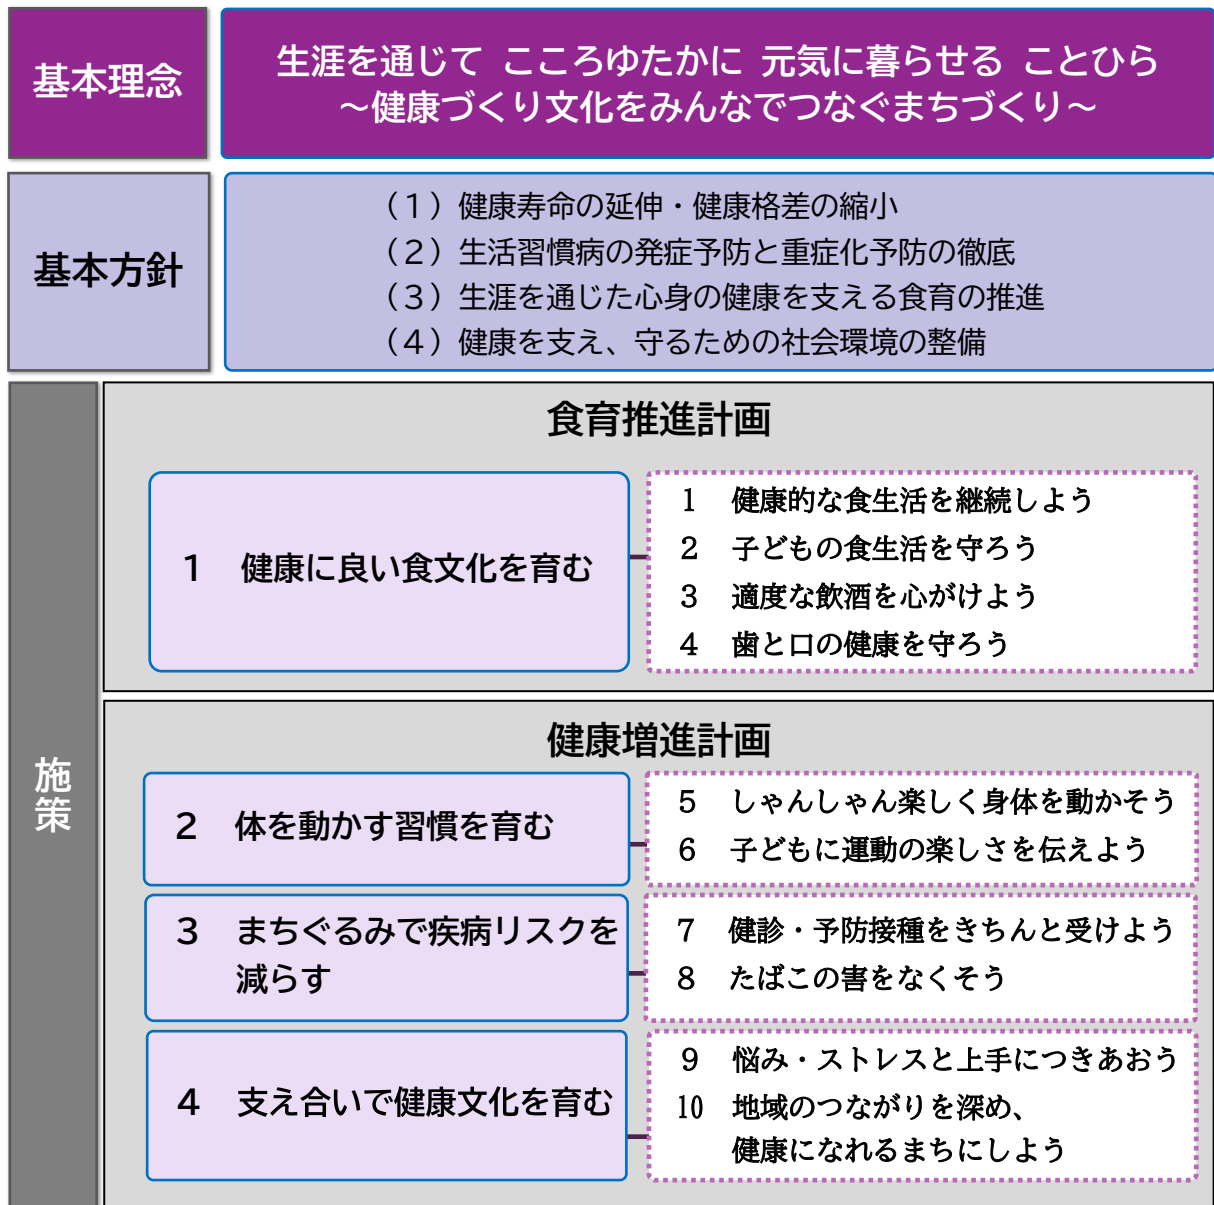 基本理念
生涯を通じて こころゆたかに 元気に暮らせる ことひら
～健康づくり文化をみんなでつなぐまちづくり～
基本方針
（１）健康寿命の延伸・健康格差の縮小
（２）生活習慣病の発症予防と重症化予防の徹底
（３）生涯を通じた心身の健康を支える食育の推進
（４）健康を支え、守るための社会環境の整備
施策
食育推進計画
１　健康に良い食文化を育む
１　健康的な食生活を継続しよう
２　子どもの食生活を守ろう
３　適度な飲酒を心がけよう
４　歯と口の健康を守ろう
健康増進計画
２　体を動かす習慣を育む
５　しゃんしゃん楽しく身体を動かそう
６　子どもに運動の楽しさを伝えよう
３　まちぐるみで疾病リスクを
減らす
７　健診・予防接種をきちんと受けよう
８　たばこの害をなくそう
４　支え合いで健康文化を育む
９　悩み・ストレスと上手につきあおう
10　地域のつながりを深め、
健康になれるまちにしよう